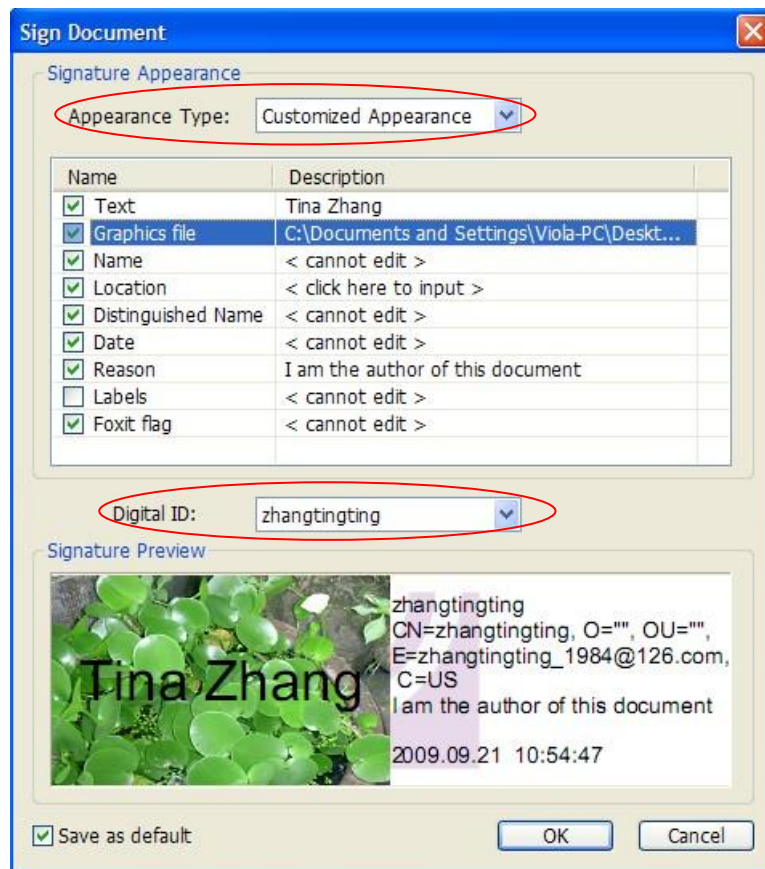 Sign Document
Signature Appearance
Appearance Type: Customized Appearance
Name Description
Text Tina Zhang
Graphics file C:\Documents and Settings\Viola-PC\Deskt...
Name < cannot edit >
Location < click here to input >
Distinguished Name < cannot edit >
Date < cannot edit >
Reason I am the author of this document
Labels < cannot edit >
Foxit flag < cannot edit >
Digital ID: zhangtingting
Signature Preview
Tina Zhang
zhangtingting
CN=zhangtingting, O="", OU="",
E=zhangtingting_1984@126.com,
C=US
I am the author of this document
2009.09.21 10:54:47
Save as default OK Cancel